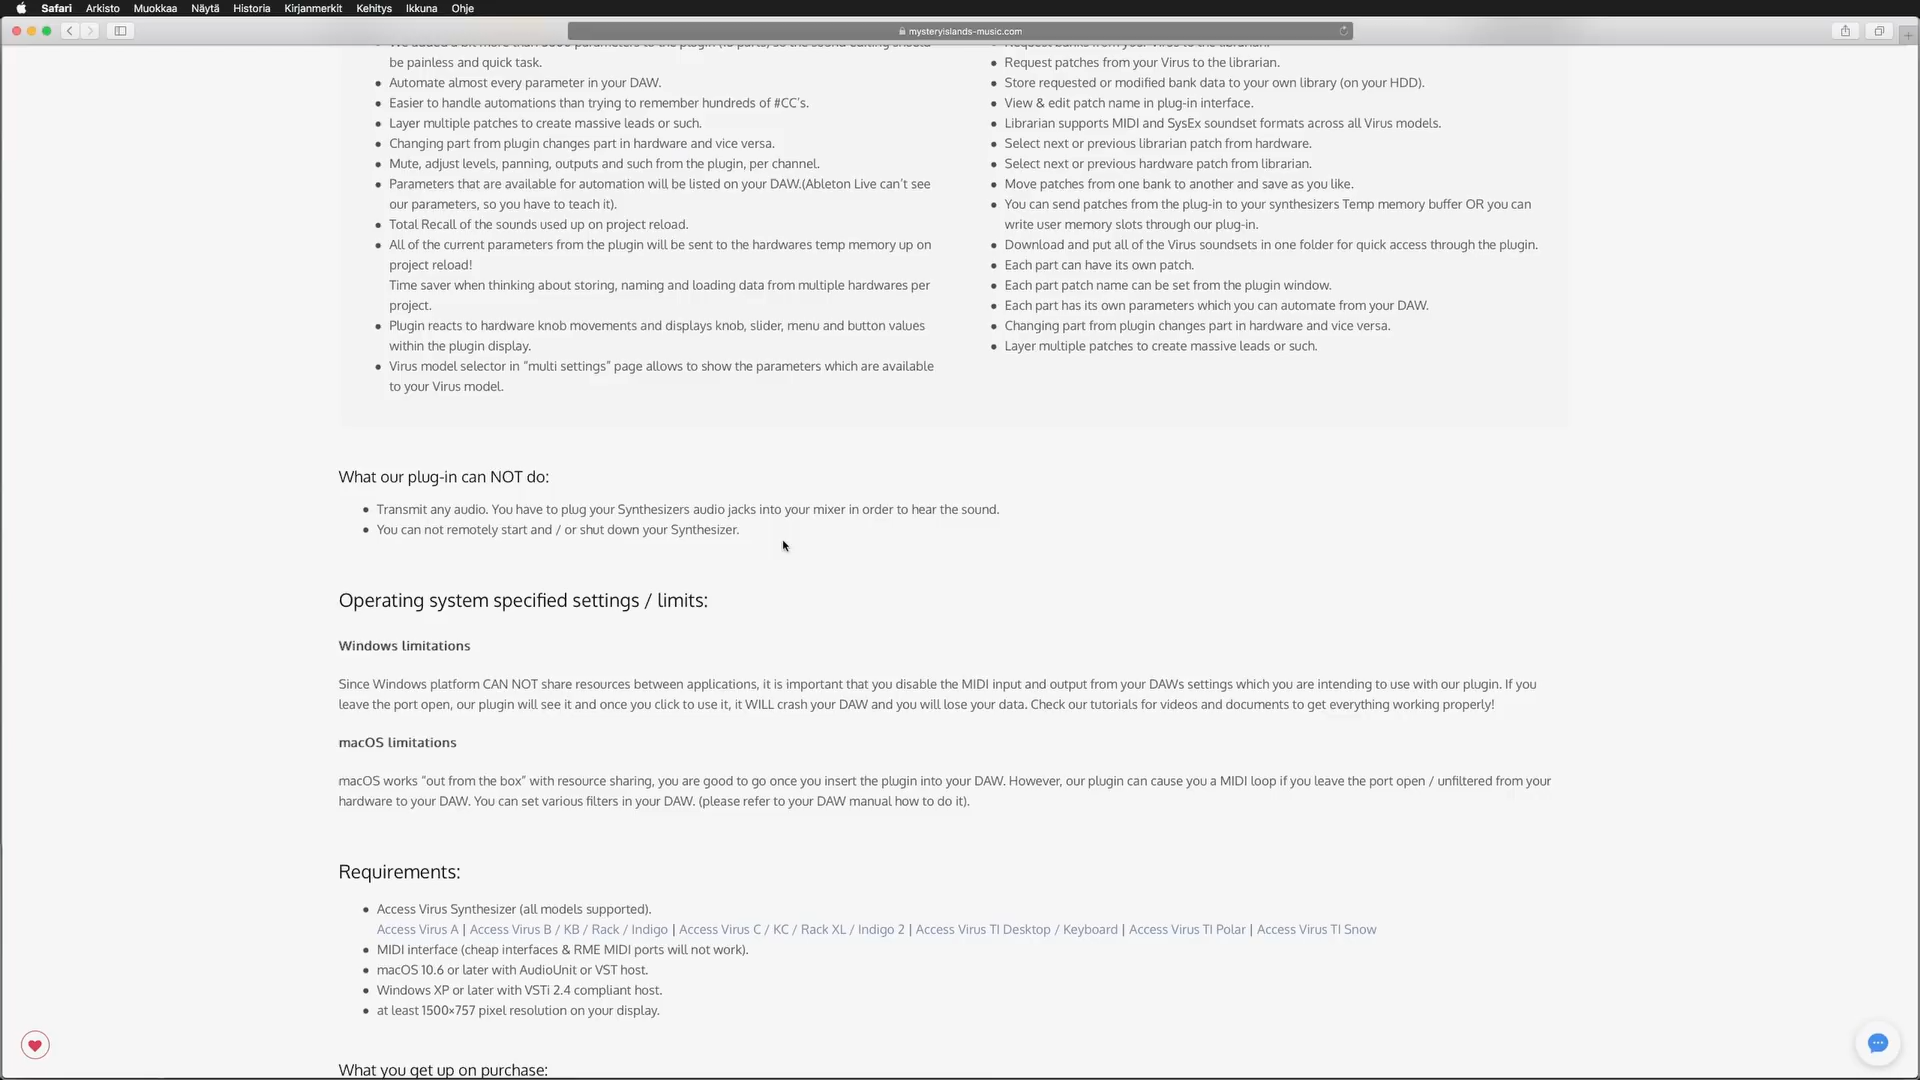 Safari Arkisto Muokkaa Näytä Historia Kirjanmerkit Kehitys Ikkuna Ohje
mysteryislands-music.com
be painless and quick task.
Automate almost every parameter in your DAW.
Easier to handle automations than trying to remember hundreds of #CC's.
Layer multiple patches to create massive leads or such.
Changing part from plugin changes part in hardware and vice versa.
Mute, adjust levels, panning, outputs and such from the plugin, per channel.
Parameters that are available for automation will be listed on your DAW.(Ableton Live can't see
our parameters, so you have to teach it).
Total Recall of the sounds used up on project reload.
All of the current parameters from the plugin will be sent to the hardwares temp memory up on
project reload!
Time saver when thinking about storing, naming and loading data from multiple hardwares per
project.
Plugin reacts to hardware knob movements and displays knob, slider, menu and button values
within the plugin display.
Virus model selector in “multi settings” page allows to show the parameters which are available
to your Virus model.
Request banks from your Virus to the librarian.
Request patches from your Virus to the librarian.
Store requested or modified bank data to your own library (on your HDD).
View & edit patch name in plug-in interface.
Librarian supports MIDI and SysEx soundset formats across all Virus models.
Select next or previous librarian patch from hardware.
Select next or previous hardware patch from librarian.
Move patches from one bank to another and save as you like.
You can send patches from the plug-in to your synthesizers Temp memory buffer OR you can
write user memory slots through our plug-in.
Download and put all of the Virus soundsets in one folder for quick access through the plugin.
Each part can have its own patch.
Each part patch name can be set from the plugin window.
Each part has its own parameters which you can automate from your DAW.
Changing part from plugin changes part in hardware and vice versa.
Layer multiple patches to create massive leads or such.
What our plug-in can NOT do:
Transmit any audio. You have to plug your Synthesizers audio jacks into your mixer in order to hear the sound.
You can not remotely start and / or shut down your Synthesizer.
Operating system specified settings / limits:
Windows limitations
Since Windows platform CAN NOT share resources between applications, it is important that you disable the MIDI input and output from your DAWs settings which you are intending to use with our plugin. If you
leave the port open, our plugin will see it and once you click to use it, it WILL crash your DAW and you will lose your data. Check our tutorials for videos and documents to get everything working properly!
macOS limitations
macOS works “out from the box” with resource sharing, you are good to go once you insert the plugin into your DAW. However, our plugin can cause you a MIDI loop if you leave the port open / unfiltered from your
hardware to your DAW. You can set various filters in your DAW. (please refer to your DAW manual how to do it).
Requirements:
Access Virus Synthesizer (all models supported).
Access Virus A | Access Virus B / KB / Rack / Indigo | Access Virus C / KC / Rack XL / Indigo 2 | Access Virus TI Desktop / Keyboard | Access Virus TI Polar | Access Virus TI Snow
MIDI interface (cheap interfaces & RME MIDI ports will not work).
macOS 10.6 or later with AudioUnit or VST host.
Windows XP or later with VSTi 2.4 compliant host.
at least 1500×757 pixel resolution on your display.
What you get up on purchase: